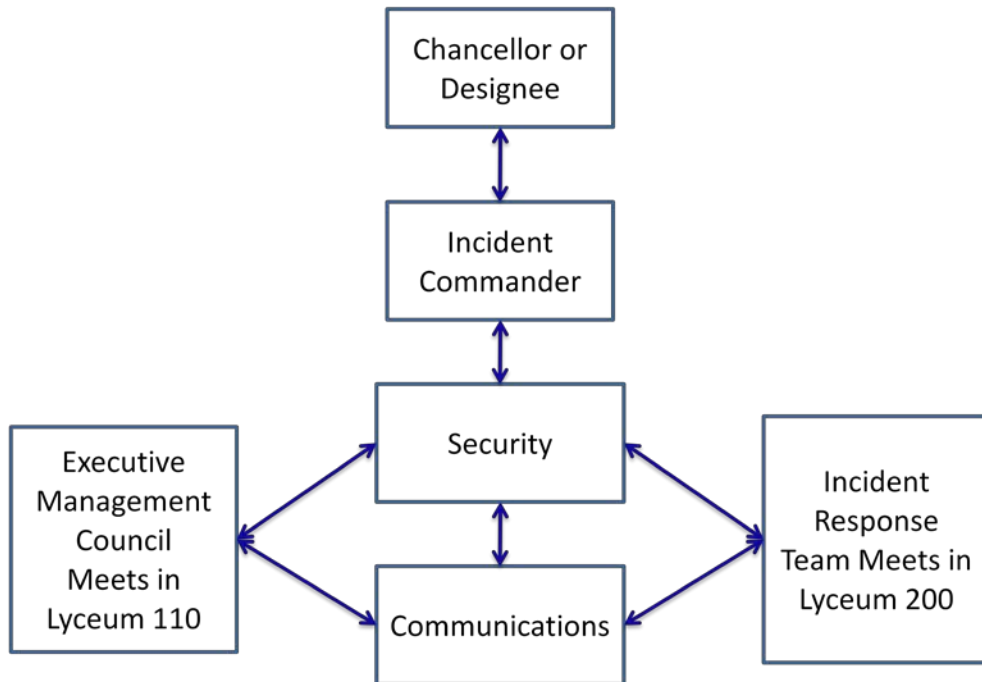 Chancellor or
Designee
Incident
Commander
Security
Executive
Management
Council
Meets in
Lyceum 110
Incident
Response
Team Meets in
Lyceum 200
Communications